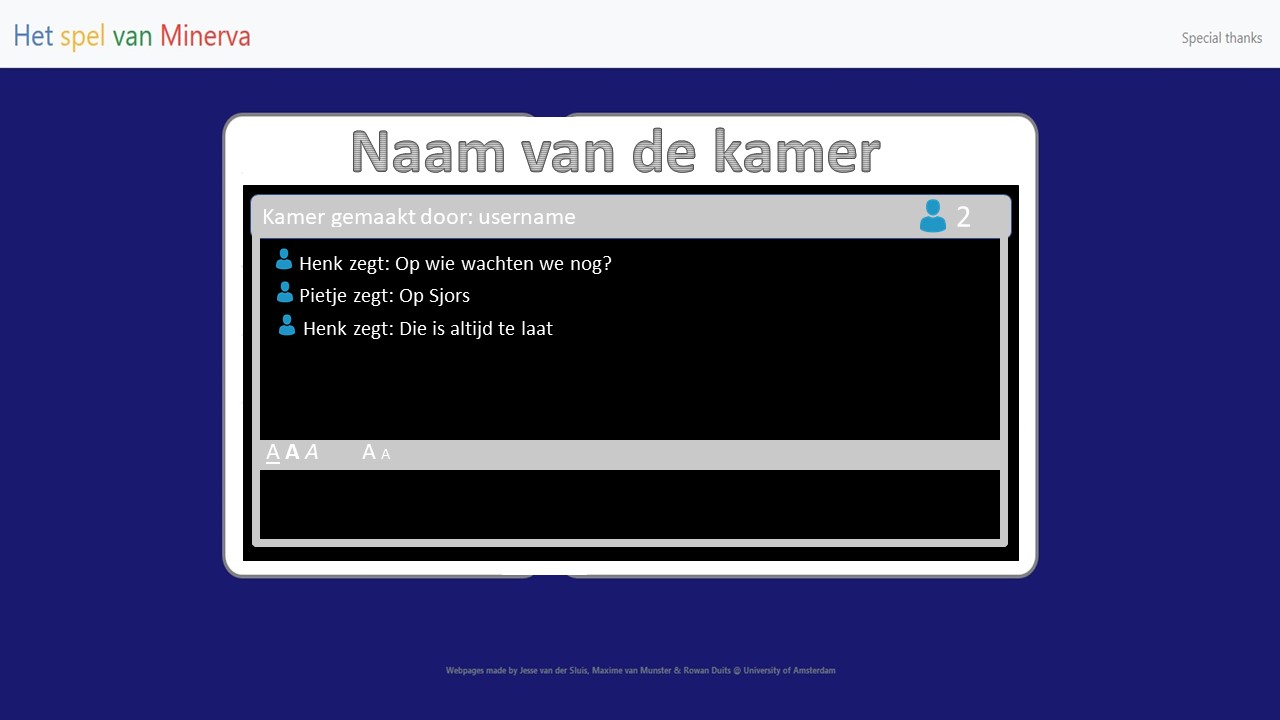 Het spel van Minerva
Special thanks
Naam van de kamer
Kamer gemaakt door: username
2
Henk zegt: Op wie wachten we nog?
Pietje zegt: Op Sjors
Henk zegt: Die is altijd te laat
A A A A A
Webpages made by Jesse van der Sluis, Maxime van Munster & Rowan Duits @ University of Amsterdam